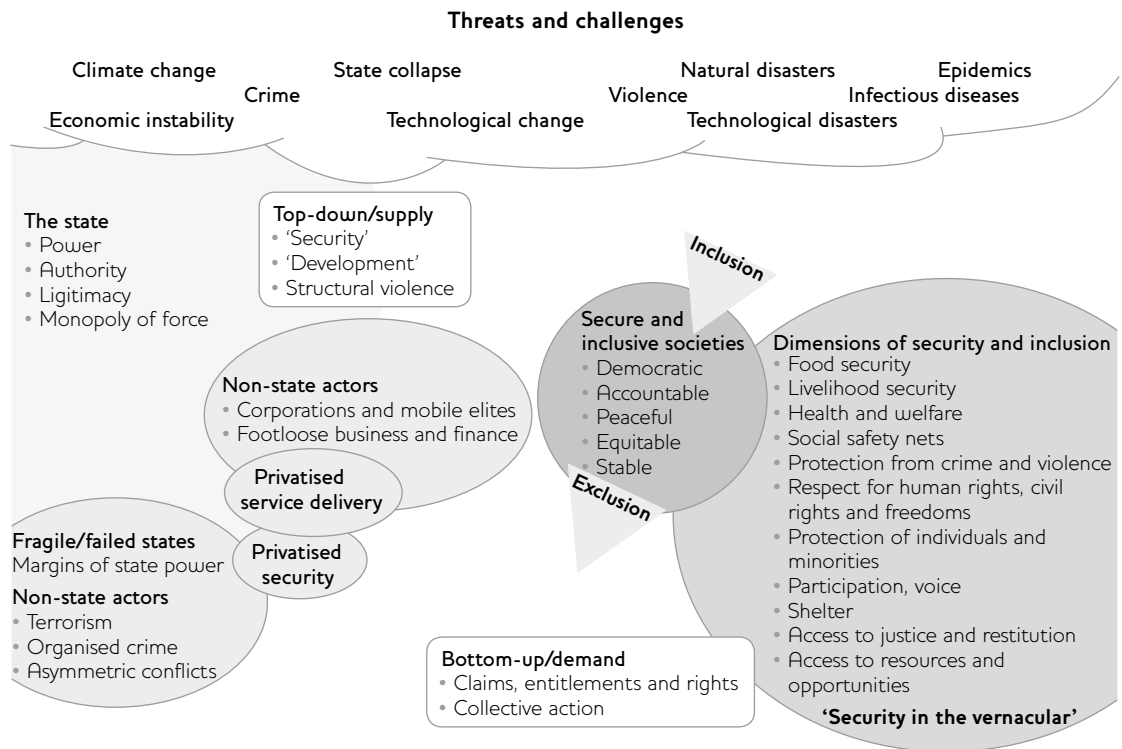 Threats and challenges
Climate change
State collapse
Natural disasters
Epidemics
Crime
Violence
Infectious diseases
Economic instability
Technological change
Technological disasters
The state
• Power
• Authority
• Ligitimacy
• Monopoly of force
Top-down/supply
• ‘Security’
• ‘Development’
• Structural violence
Inclusion
Secure and
inclusive societies
• Democratic
• Accountable
• Peaceful
• Equitable
• Stable
Exclusion
Non-state actors
• Corporations and mobile elites
• Footloose business and finance
Privatised
service delivery
Privatised
security
Fragile/failed states
Margins of state power
Non-state actors
• Terrorism
• Organised crime
• Asymmetric conflicts
Bottom-up/demand
• Claims, entitlements and rights
• Collective action
Dimensions of security and inclusion
• Food security
• Livelihood security
• Health and welfare
• Social safety nets
• Protection from crime and violence
• Respect for human rights, civil
rights and freedoms
• Protection of individuals and
minorities
• Participation, voice
• Shelter
• Access to justice and restitution
• Access to resources and
opportunities
‘Security in the vernacular’